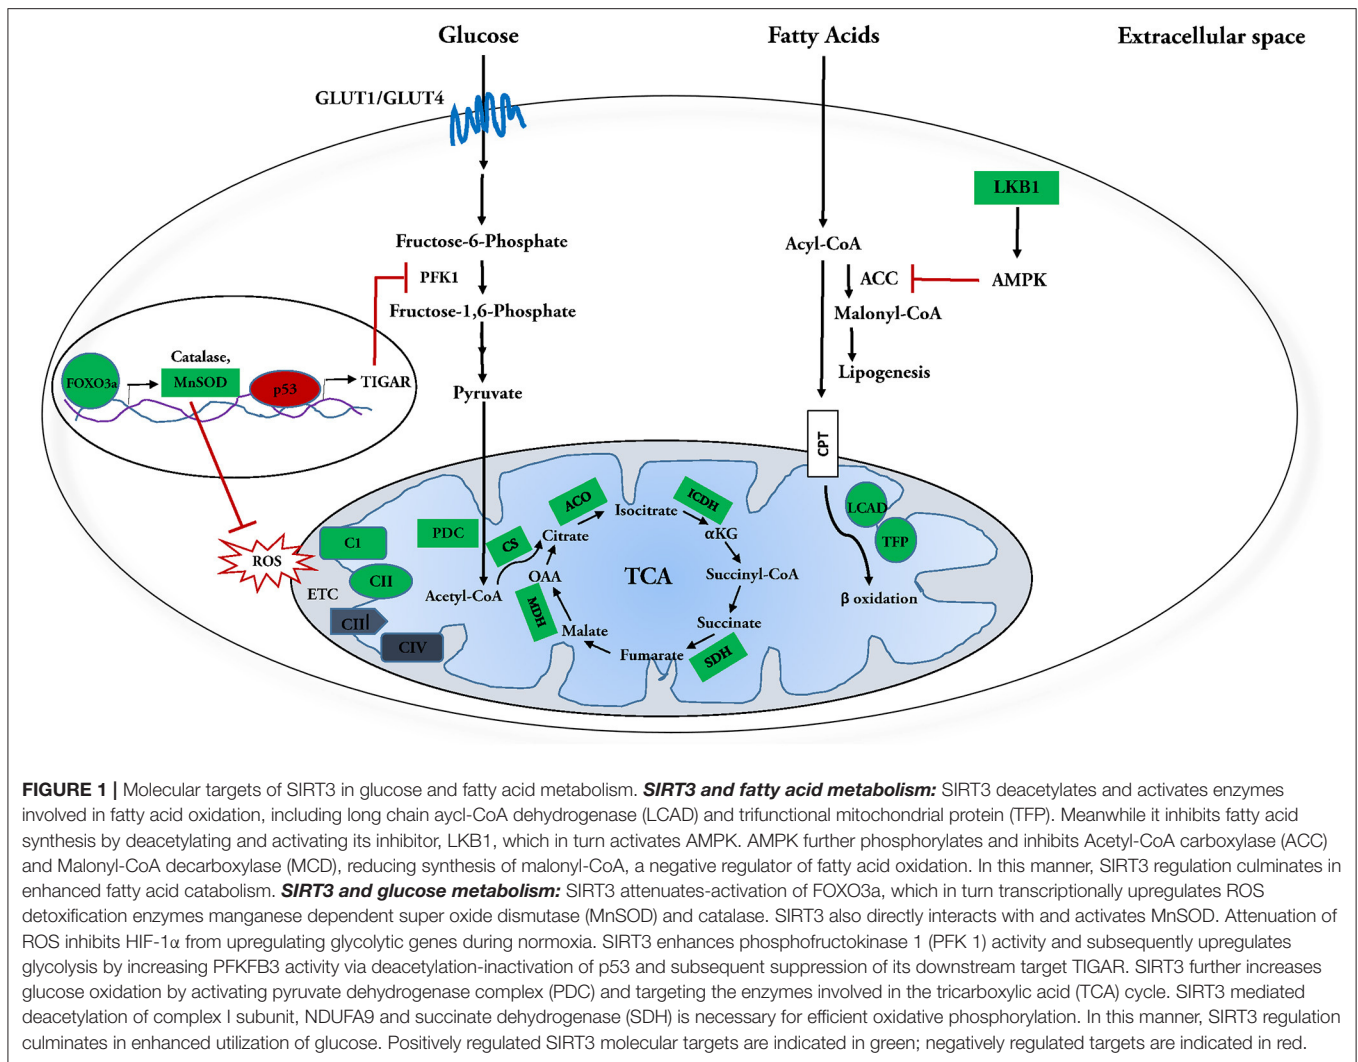 Glucose
Fatty Acids
Extracellular space
GLUT1/GLUT4
LKB1
Fructose-6-Phosphate
Acyl-CoA
PFK1
ACC
AMPK
Fructose-1,6-Phosphate
Malonyl-CoA
Catalase,
FOXO3a
MnSOD
p53
TIGAR
Lipogenesis
Pyruvate
CPT
ACO
ICDH
LCAD
Isocitrate
PDC
C1
CS
Citrate
αKG
TFP
ROS
CII
OAA
TCA
Succinyl-CoA
ETC
Acetyl-CoA
MDH
β oxidation
CIII
Malate
Succinate
CIV
Fumarate
SDH
FIGURE 1 | Molecular targets of SIRT3 in glucose and fatty acid metabolism. SIRT3 and fatty acid metabolism: SIRT3 deacetylates and activates enzymes
involved in fatty acid oxidation, including long chain aycl-CoA dehydrogenase (LCAD) and trifunctional mitochondrial protein (TFP). Meanwhile it inhibits fatty acid
synthesis by deacetylating and activating its inhibitor, LKB1, which in turn activates AMPK. AMPK further phosphorylates and inhibits Acetyl-CoA carboxylase (ACC)
and Malonyl-CoA decarboxylase (MCD), reducing synthesis of malonyl-CoA, a negative regulator of fatty acid oxidation. In this manner, SIRT3 regulation culminates in
enhanced fatty acid catabolism. SIRT3 and glucose metabolism: SIRT3 attenuates-activation of FOXO3a, which in turn transcriptionally upregulates ROS
detoxification enzymes manganese dependent super oxide dismutase (MnSOD) and catalase. SIRT3 also directly interacts with and activates MnSOD. Attenuation of
ROS inhibits HIF-1α from upregulating glycolytic genes during normoxia. SIRT3 enhances phosphofructokinase 1 (PFK 1) activity and subsequently upregulates
glycolysis by increasing PFKFB3 activity via deacetylation-inactivation of p53 and subsequent suppression of its downstream target TIGAR. SIRT3 further increases
glucose oxidation by activating pyruvate dehydrogenase complex (PDC) and targeting the enzymes involved in the tricarboxylic acid (TCA) cycle. SIRT3 mediated
deacetylation of complex I subunit, NDUFA9 and succinate dehydrogenase (SDH) is necessary for efficient oxidative phosphorylation. In this manner, SIRT3 regulation
culminates in enhanced utilization of glucose. Positively regulated SIRT3 molecular targets are indicated in green; negatively regulated targets are indicated in red.